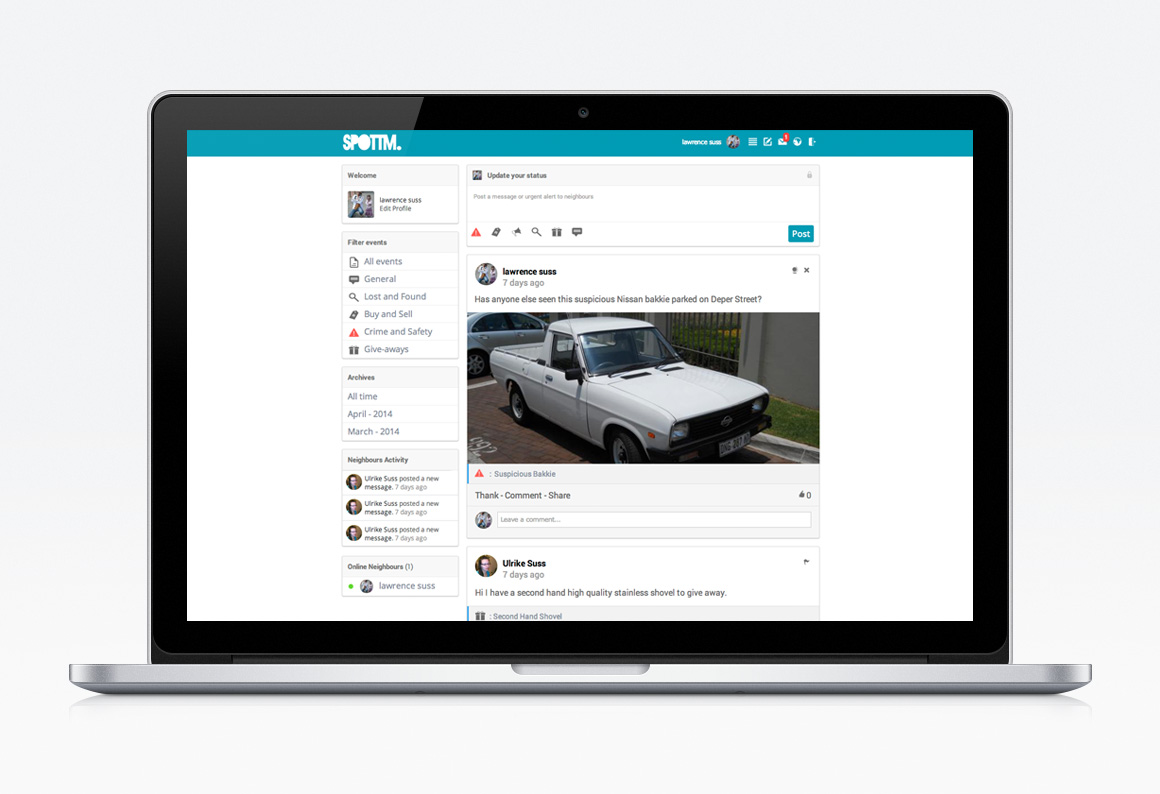 SPOTTM.
lawrence suss
1
Welcome
lawrence suss
Edit Profile
Filter events
All events
General
Lost and Found
Buy and Sell
Crime and Safety
Give-aways
Archives
All time
April - 2014
March - 2014
Neighbours Activity
Ulrike Suss posted a new
message. 7 days ago
Ulrike Suss posted a new
message. 7 days ago
Ulrike Suss posted a new
message. 7 days ago
Online Neighbours (1)
lawrence suss
Update your status
Post a message or urgent alert to neighbours
Post
lawrence suss
7 days ago
Has anyone else seen this suspicious Nissan bakkie parked on Deper Street?
492
: Suspicious Bakkie
Thank - Comment - Share
0
Leave a comment...
Ulrike Suss
7 days ago
Hi I have a second hand high quality stainless shovel to give away.
: Second Hand Shovel